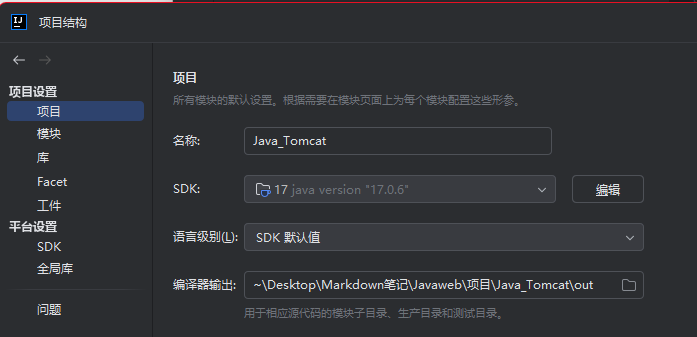 IJ 项目结构
项目设置
项目
模块
库
Facet
工件
平台设置
SDK
全局库
问题
项目
所有模块的默认设置。根据需要在模块页面上为每个模块配置这些形参。
名称: Java_Tomcat
SDK: 17 java version "17.0.6" 编辑
语言级别(L): SDK 默认值
编译器输出: ~\Desktop\Markdown笔记\Javaweb\项目\Java_Tomcat\out
用于相应源代码的模块子目录、生产目录和测试目录。